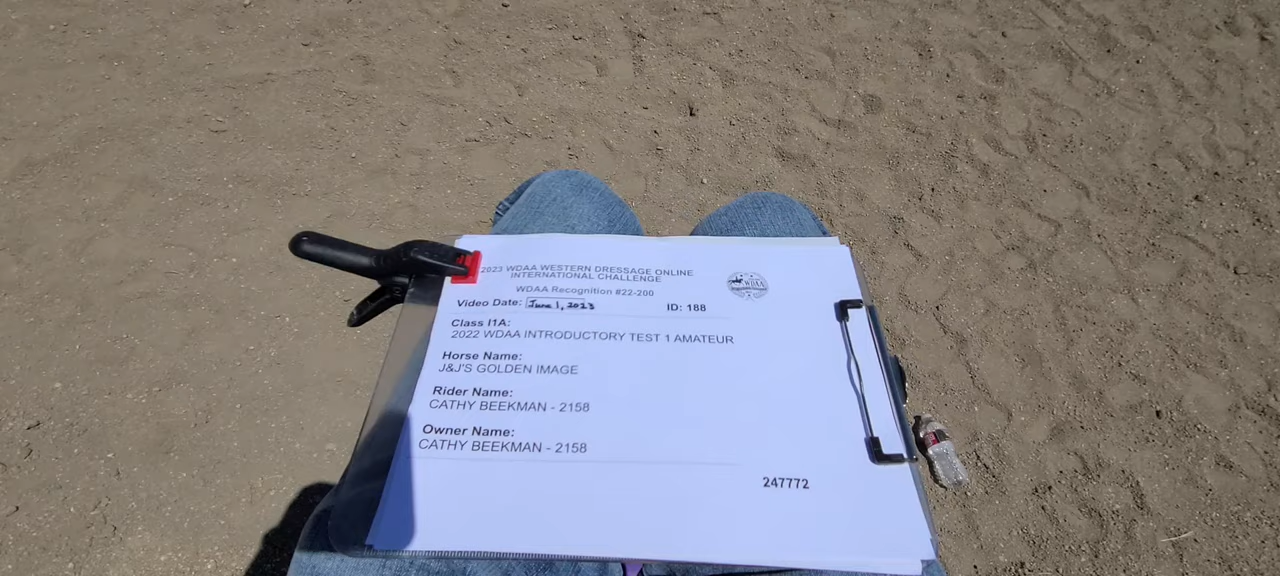 2023 WDAA WESTERN DRESSAGE ONLINE
INTERNATIONAL CHALLENGE
WDAA Recognition #22-200
WDAA
Video Date: June 1, 2023 ID: 188
Class I1A:
2022 WDAA INTRODUCTORY TEST 1 AMATEUR
Horse Name:
J&J'S GOLDEN IMAGE
Rider Name:
CATHY BEEKMAN - 2158
Owner Name:
CATHY BEEKMAN - 2158
247772